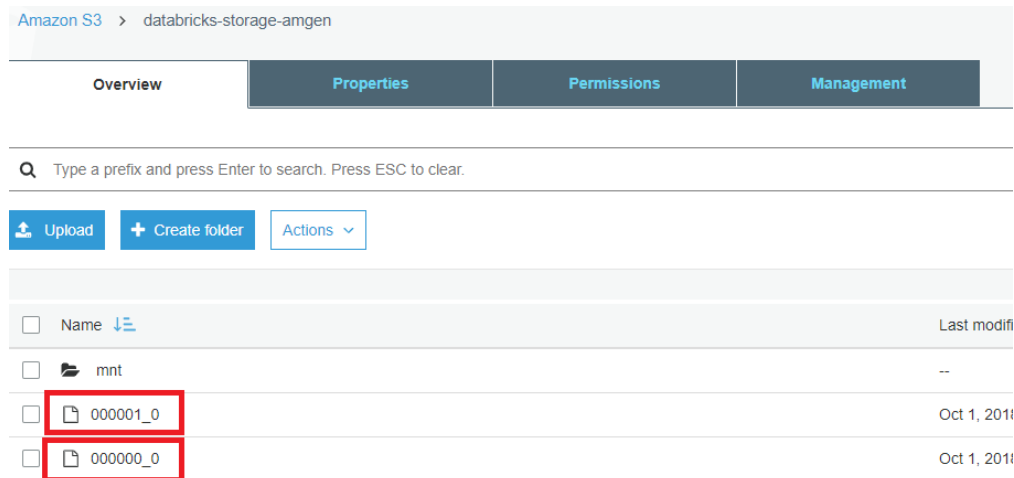 Amazon S3 > databricks-storage-amgen
Overview Properties Permissions Management
Type a prefix and press Enter to search. Press ESC to clear.
Upload + Create folder Actions
Name Last modifi
mnt --
000001_0 Oct 1, 2018
000000_0 Oct 1, 2018